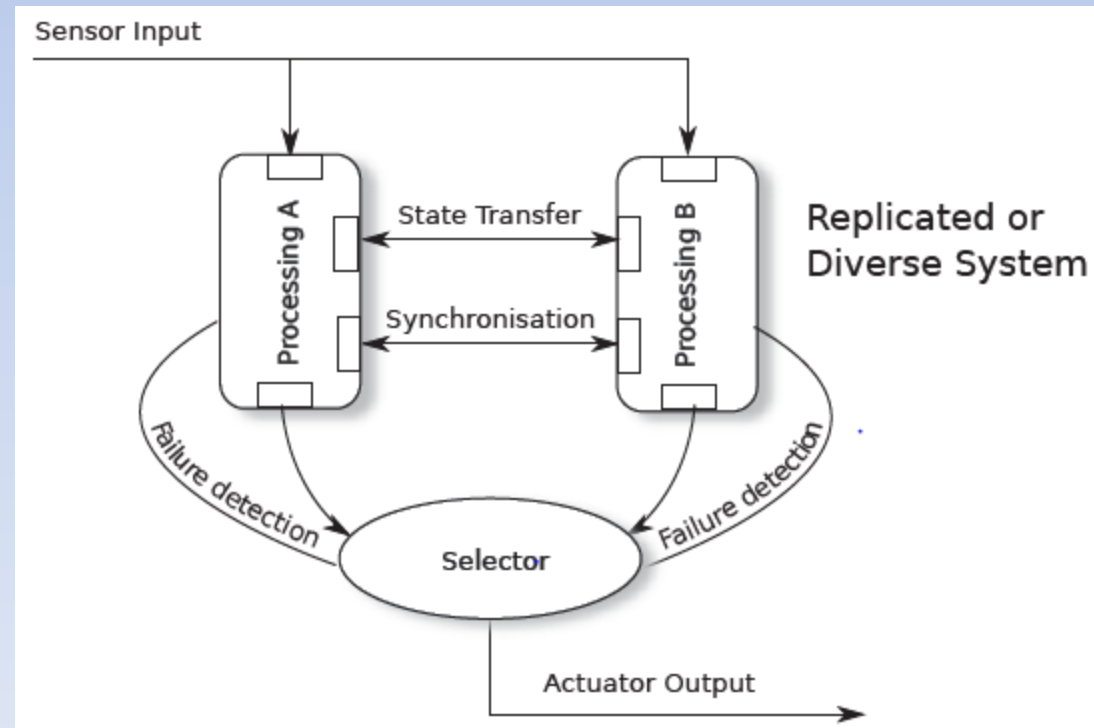 Sensor Input
Processing A
State Transfer
Synchronisation
Processing B
Replicated or
Diverse System
Failure detection
Failure detection
Selector
Actuator Output